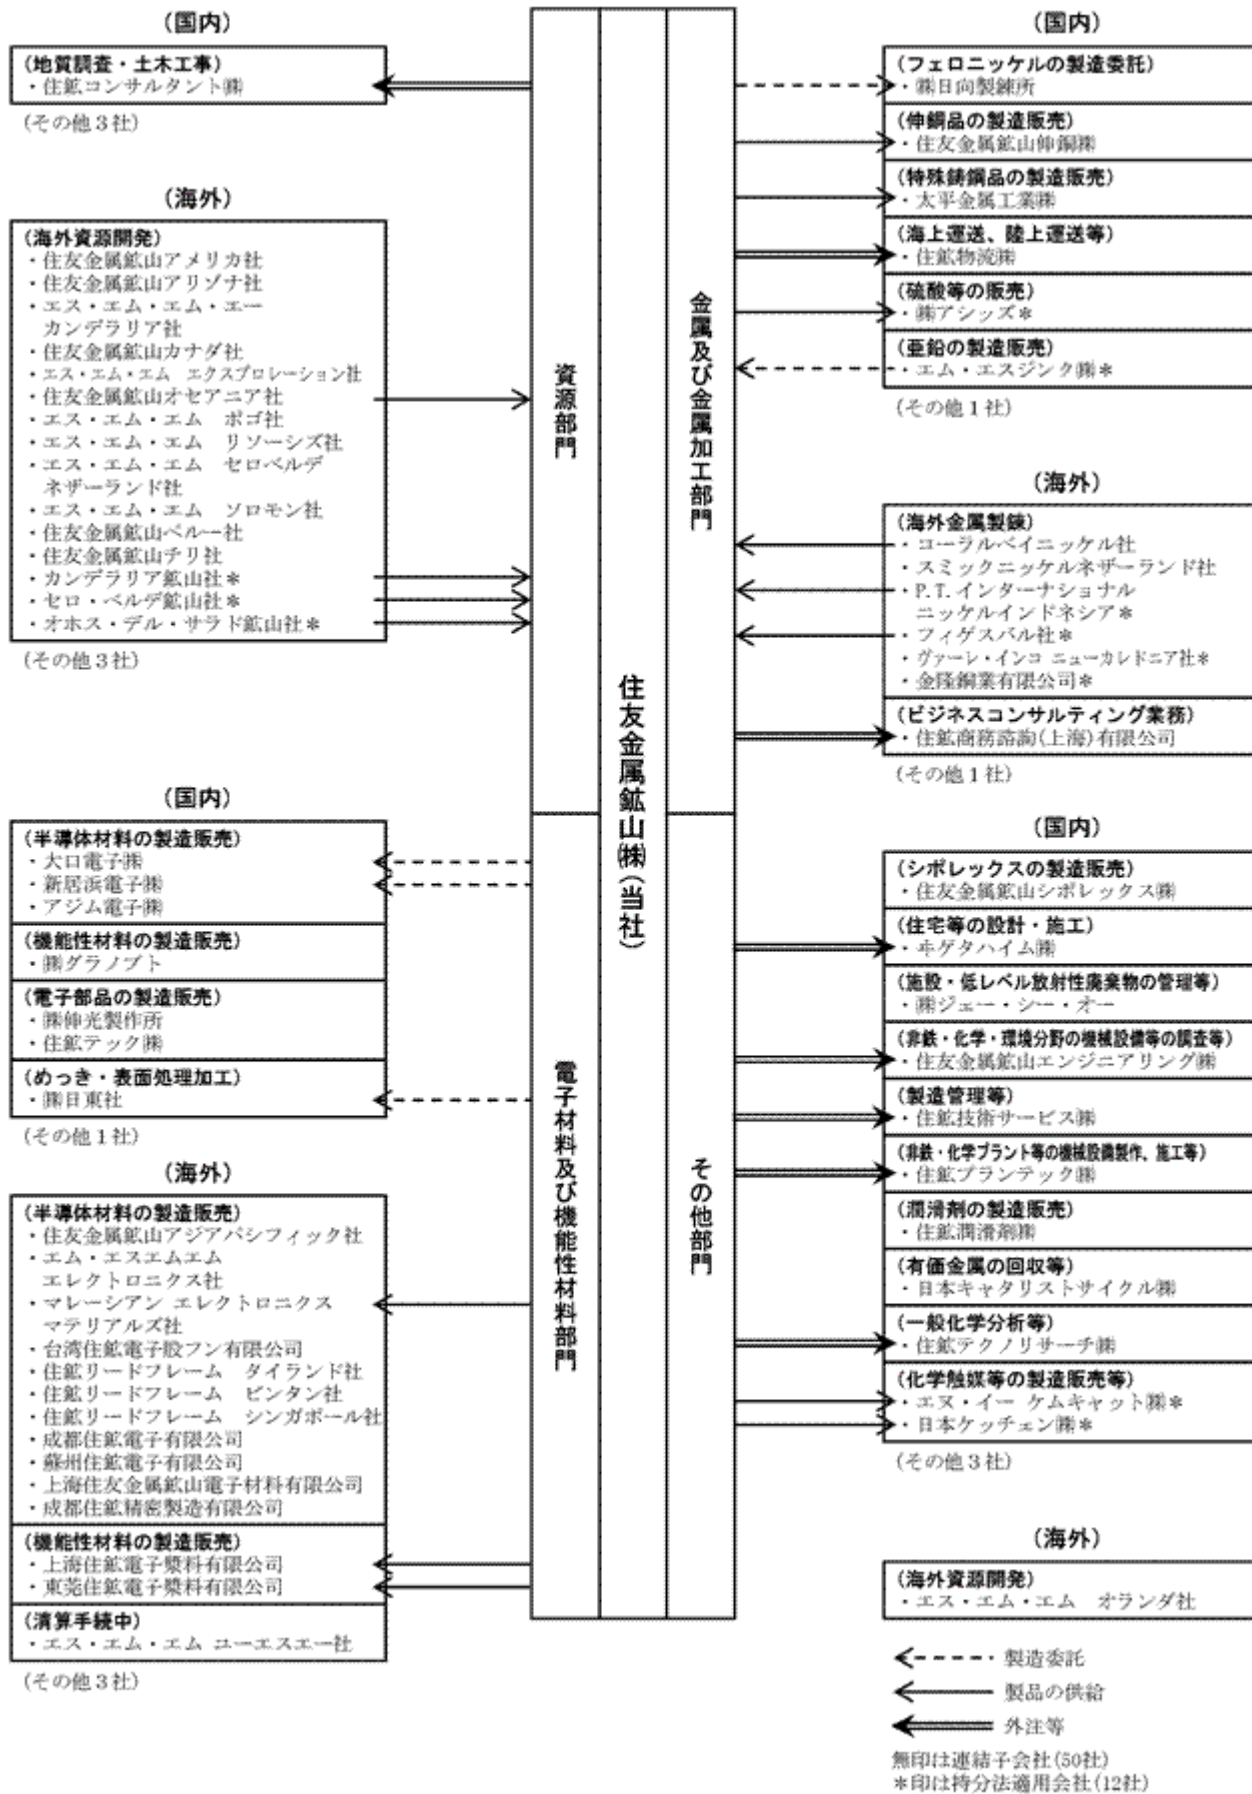 (国内)
(地質調査・土木工事)
・住鉱コンサルタント㈱
(その他３社)
(海外)
(海外資源開発)
・住友金属鉱山アメリカ社
・住友金属鉱山アリゾナ社
・エス・エム・エム・エー
カンデラリア社
・住友金属鉱山カナダ社
・エス・エム・エム　エクスプロレーション社
・住友金属鉱山オセアニア社
・エス・エム・エム　ポゴ社
・エス・エム・エム　リソーシズ社
・エス・エム・エム　セロベルデ
ネザーランド社
・エス・エム・エム　ソロモン社
・住友金属鉱山ペルー社
・住友金属鉱山チリ社
・カンデラリア鉱山社＊
・セロ・ベルデ鉱山社＊
・オホス・デル・サラド鉱山社＊
(その他３社)
(国内)
(半導体材料の製造販売)
・大口電子㈱
・新居浜電子㈱
・アジム電子㈱
(機能性材料の製造販売)
・㈱グラノプト
(電子部品の製造販売)
・㈱伸光製作所
・住鉱テック㈱
(めっき・表面処理加工)
・㈱日東社
(その他１社)
(海外)
(半導体材料の製造販売)
・住友金属鉱山アジアパシフィック社
・エム・エスエムエム
エレクトロニクス社
・マレーシアン エレクトロニクス
マテリアルズ社
・台湾住鉱電子股フン有限公司
・住鉱リードフレーム　タイランド社
・住鉱リードフレーム　ビンタン社
・住鉱リードフレーム　シンガポール社
・成都住鉱電子有限公司
・蘇州住鉱電子有限公司
・上海住友金属鉱山電子材料有限公司
・成都住鉱精密製造有限公司
(機能性材料の製造販売)
・上海住鉱電子漿料有限公司
・東莞住鉱電子漿料有限公司
(清算手続中)
・エス・エム・エム ユーエスエー社
(その他３社)
資源部門
電子材料及び機能性材料部門
住友金属鉱山㈱(当社)
金属及び金属加工部門
その他部門
(国内)
(フェロニッケルの製造委託)
・㈱日向製錬所
(伸銅品の製造販売)
・住友金属鉱山伸銅㈱
(特殊鋳鋼品の製造販売)
・太平金属工業㈱
(海上運送、陸上運送等)
・住鉱物流㈱
(硫酸等の販売)
・㈱アシッズ＊
(亜鉛の製造販売)
・エム・エスジンク㈱＊
(その他１社)
(海外)
(海外金属製錬)
・コーラルベイニッケル社
・スミックニッケルネザーランド社
・P.T.インターナショナル
ニッケルインドネシア＊
・フィゲスバル社＊
・ヴァーレ・インコ ニューカレドニア社＊
・金隆銅業有限公司＊
(ビジネスコンサルティング業務)
・住鉱商務諮詢(上海)有限公司
(その他１社)
(国内)
(シポレックスの製造販売)
・住友金属鉱山シポレックス㈱
(住宅等の設計・施工)
・ヰゲタハイム㈱
(施設・低レベル放射性廃棄物の管理等)
・㈱ジェー・シー・オー
(非鉄・化学・環境分野の機械設備等の調査等)
・住友金属鉱山エンジニアリング㈱
(製造管理等)
・住鉱技術サービス㈱
(非鉄・化学プラント等の機械設備製作、施工等)
・住鉱プランテック㈱
(潤滑剤の製造販売)
・住鉱潤滑剤㈱
(有価金属の回収等)
・日本キャタリストサイクル㈱
(一般化学分析等)
・住鉱テクノリサーチ㈱
(化学触媒等の製造販売等)
・エヌ・イー ケムキャット㈱＊
・日本ケッチェン㈱＊
(その他３社)
(海外)
(海外資源開発)
・エス・エム・エム　オランダ社
製造委託
製品の供給
外注等
無印は連結子会社(50社)
＊印は持分法適用会社(12社)